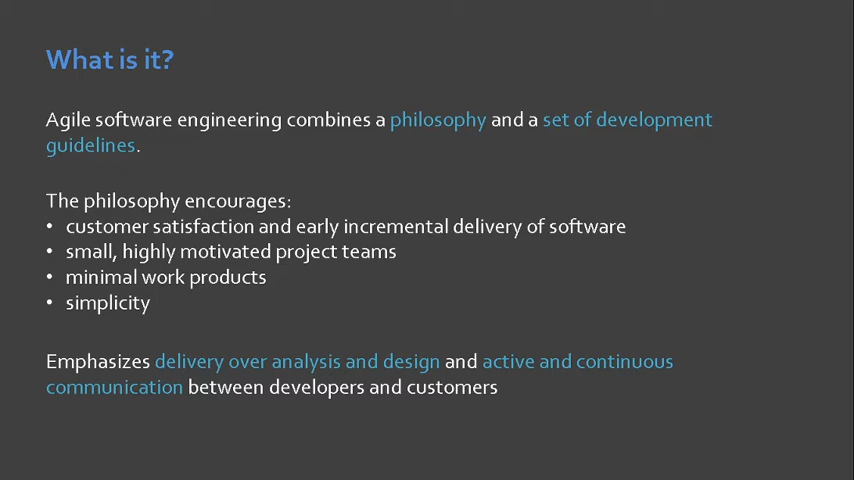 What is it?
Agile software engineering combines a philosophy and a set of development
guidelines.
The philosophy encourages:
• customer satisfaction and early incremental delivery of software
• small, highly motivated project teams
• minimal work products
• simplicity
Emphasizes delivery over analysis and design and active and continuous
communication between developers and customers